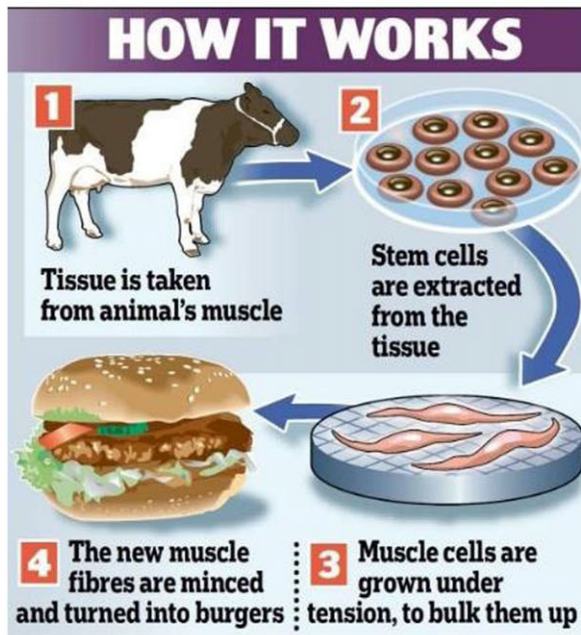 HOW IT WORKS
1
Tissue is taken
from animal's muscle
2
Stem cells
are extracted
from the
tissue
3 Muscle cells are
grown under
tension, to bulk them up
4 The new muscle
fibres are minced
and turned into burgers